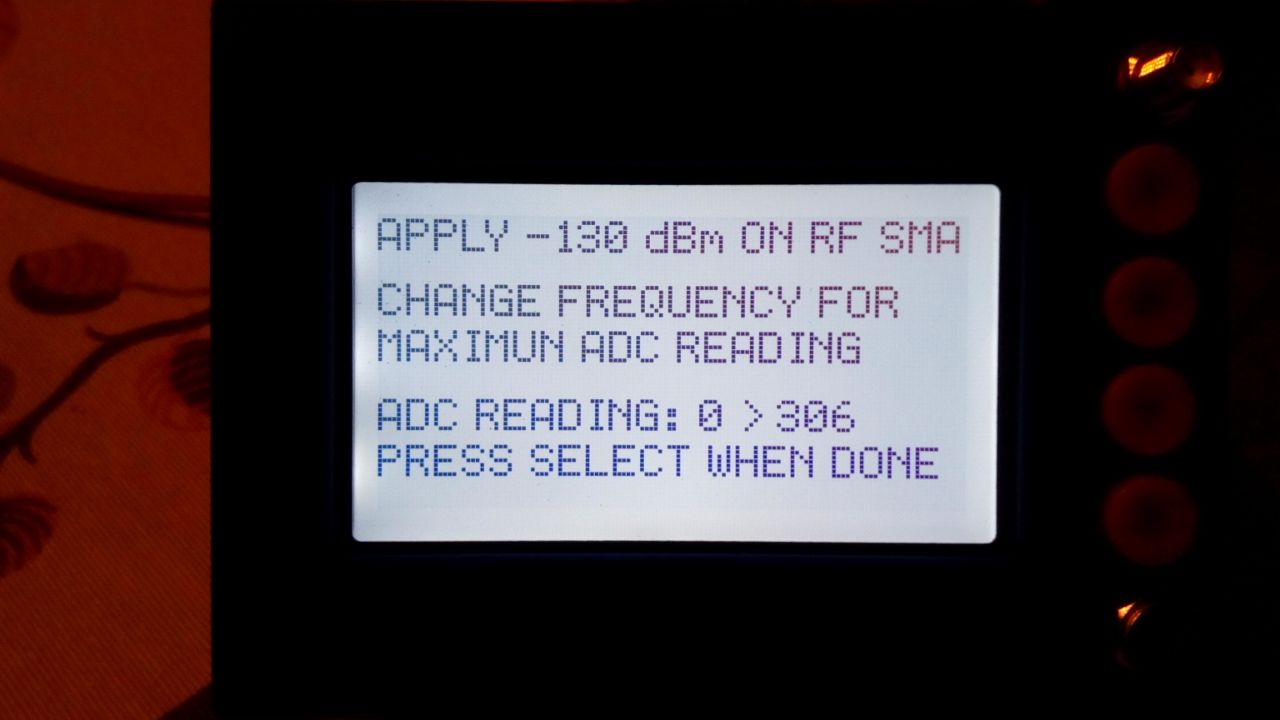 APPLY -130 dBm ON RF SMA
CHANGE FREQUENCY FOR
MAXIMUN ADC READING
ADC READING: 0 > 306
PRESS SELECT WHEN DONE